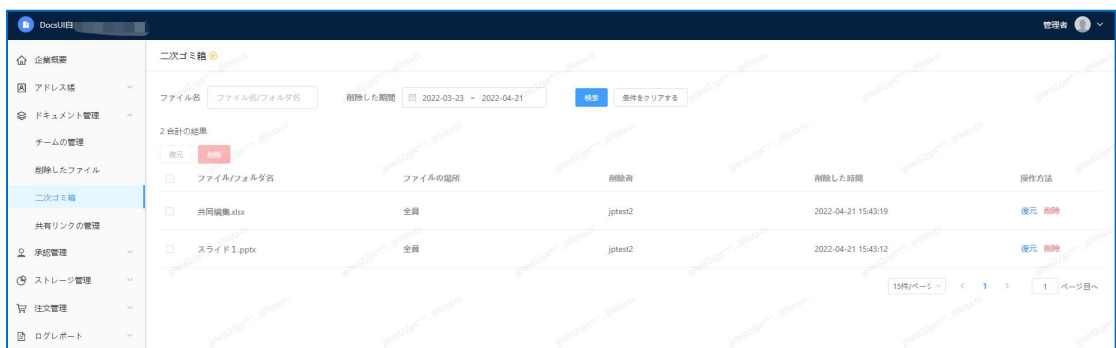 DocsUI白
管理者
企業概要
アドレス帳
ドキュメント管理
チームの管理
削除したファイル
二次ゴミ箱
共有リンクの管理
承認管理
ストレージ管理
注文管理
ログレポート
二次ゴミ箱
ファイル名 ファイル名/フォルダ名 削除した期間 2022-03-23 ~ 2022-04-21 検索 条件をクリアする
2 合計の結果
復元 削除
ファイル/フォルダ名 ファイルの場所 削除者 削除した時間 操作方法
共同編集.xlsx 全員 jptest2 2022-04-21 15:43:19 復元 削除
スライド1.pptx 全員 jptest2 2022-04-21 15:43:12 復元 削除
15件/ページ < 1 > 1 ページ目へ